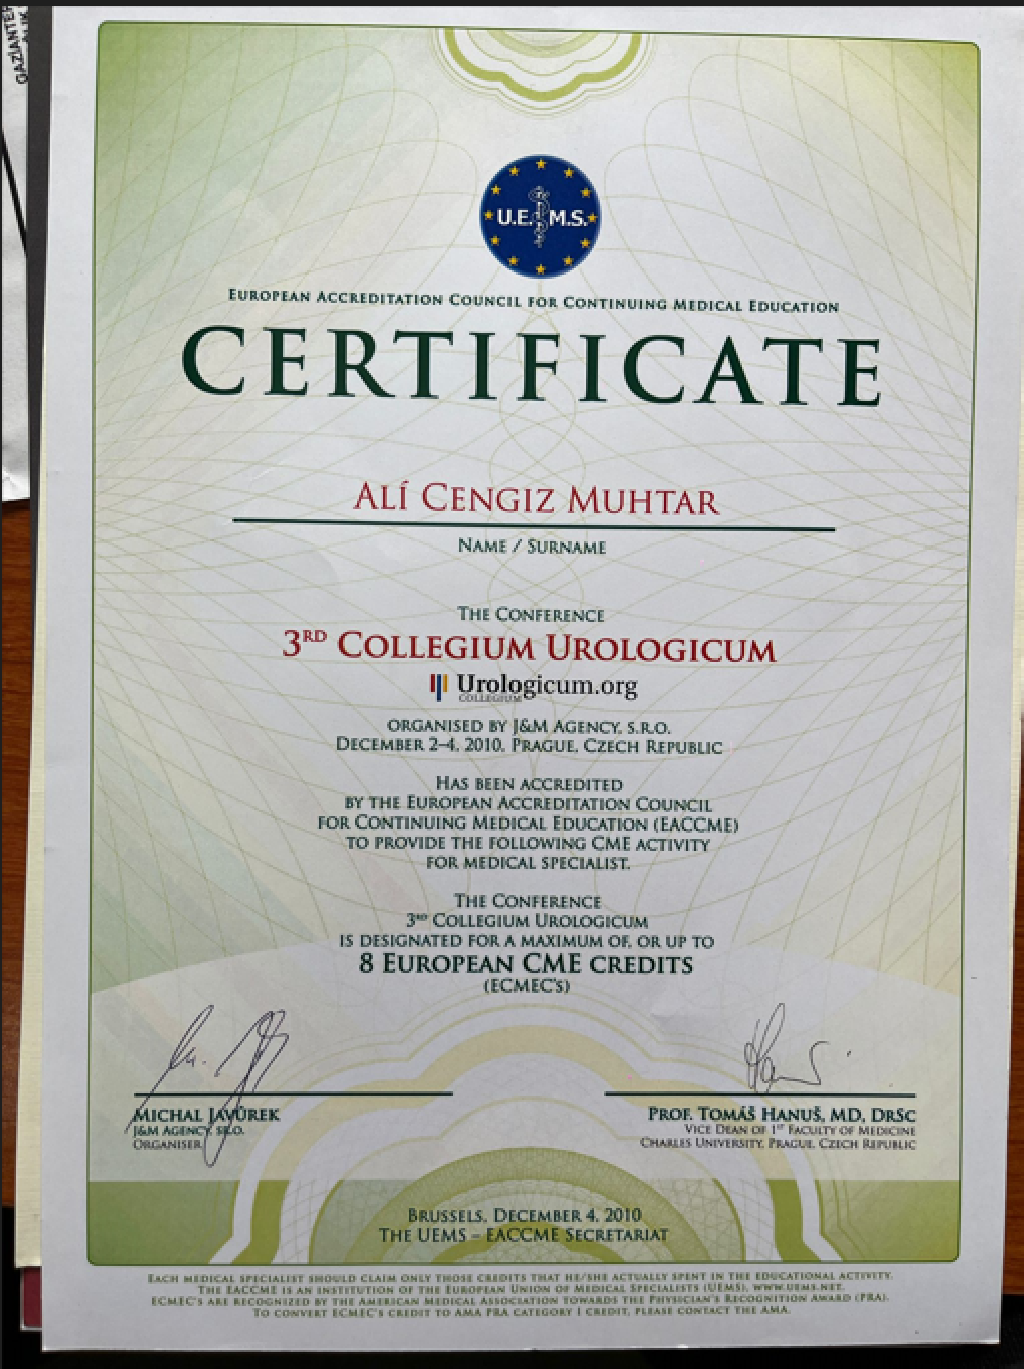 GAZİANTEP
U.E.M.S.
EUROPEAN ACCREDITATION COUNCIL FOR CONTINUING MEDICAL EDUCATION
CERTIFICATE
ALÍ CENGIZ MUHTAR
NAME / SURNAME
THE CONFERENCE
3RD COLLEGIUM UROLOGICUM
Urologicum.org
COLLEGIUM
ORGANISED BY J&M AGENCY, S.R.O.
DECEMBER 2–4, 2010, PRAGUE, CZECH REPUBLIC
HAS BEEN ACCREDITED
BY THE EUROPEAN ACCREDITATION COUNCIL
FOR CONTINUING MEDICAL EDUCATION (EACCME)
TO PROVIDE THE FOLLOWING CME ACTIVITY
FOR MEDICAL SPECIALIST.
THE CONFERENCE
3RD COLLEGIUM UROLOGICUM
IS DESIGNATED FOR A MAXIMUM OF, OR UP TO
8 EUROPEAN CME CREDITS
(ECMEC'S)
MICHAL JAVŮREK
J&M AGENCY, S.R.O.
ORGANISER
PROF. TOMÁŠ HANUŠ, MD, DRSC
VICE DEAN OF 1ST FACULTY OF MEDICINE
CHARLES UNIVERSITY, PRAGUE, CZECH REPUBLIC
BRUSSELS, DECEMBER 4, 2010
THE UEMS – EACCME SECRETARIAT
EACH MEDICAL SPECIALIST SHOULD CLAIM ONLY THOSE CREDITS THAT HE/SHE ACTUALLY SPENT IN THE EDUCATIONAL ACTIVITY.
THE EACCME IS AN INSTITUTION OF THE EUROPEAN UNION OF MEDICAL SPECIALISTS (UEMS), WWW.UEMS.NET.
ECMEC'S ARE RECOGNIZED BY THE AMERICAN MEDICAL ASSOCIATION TOWARDS THE PHYSICIAN'S RECOGNITION AWARD (PRA).
TO CONVERT ECMEC'S CREDIT TO AMA PRA CATEGORY 1 CREDIT, PLEASE CONTACT THE AMA.